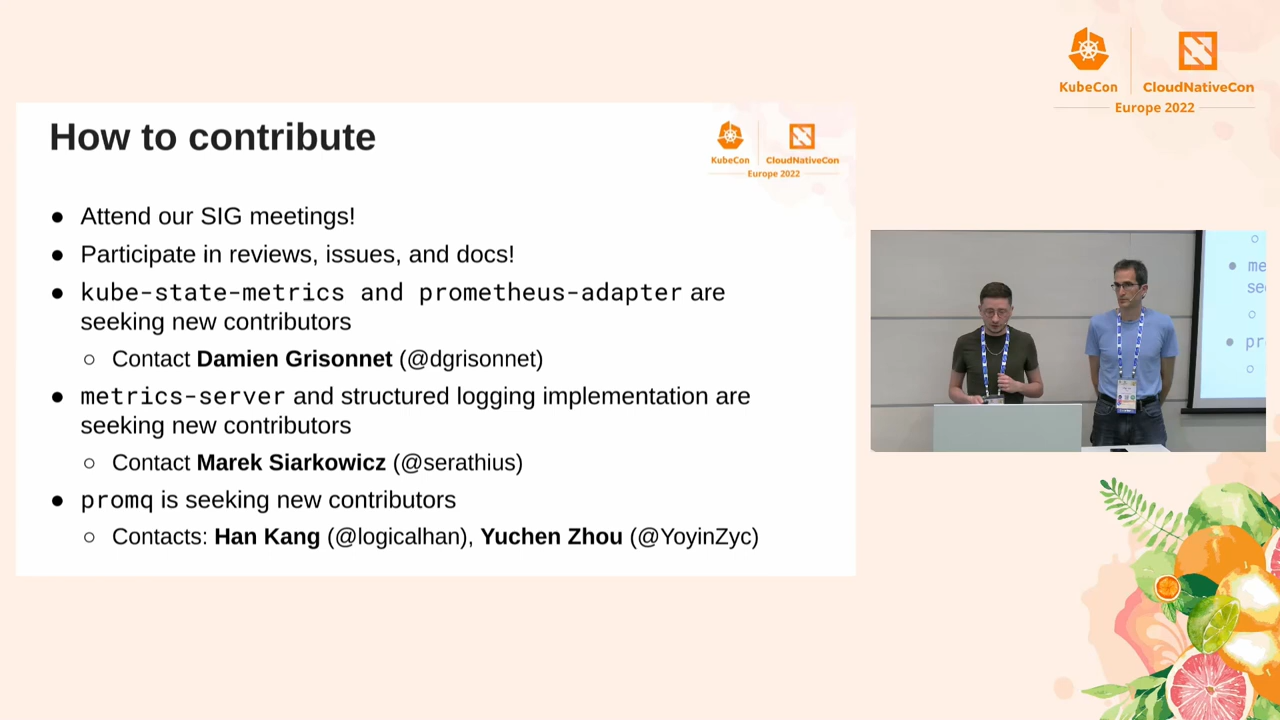 KubeCon
CloudNativeCon
Europe 2022
How to contribute
KubeCon
CloudNativeCon
Europe 2022
● Attend our SIG meetings!
● Participate in reviews, issues, and docs!
● kube-state-metrics and prometheus-adapter are
seeking new contributors
○ Contact Damien Grisonnet (@dgrisonnet)
● metrics-server and structured logging implementation are
seeking new contributors
○ Contact Marek Siarkowicz (@serathius)
● promq is seeking new contributors
○ Contacts: Han Kang (@logicalhan), Yuchen Zhou (@YoyinZyc)
○
● me
se
○
● pr
○